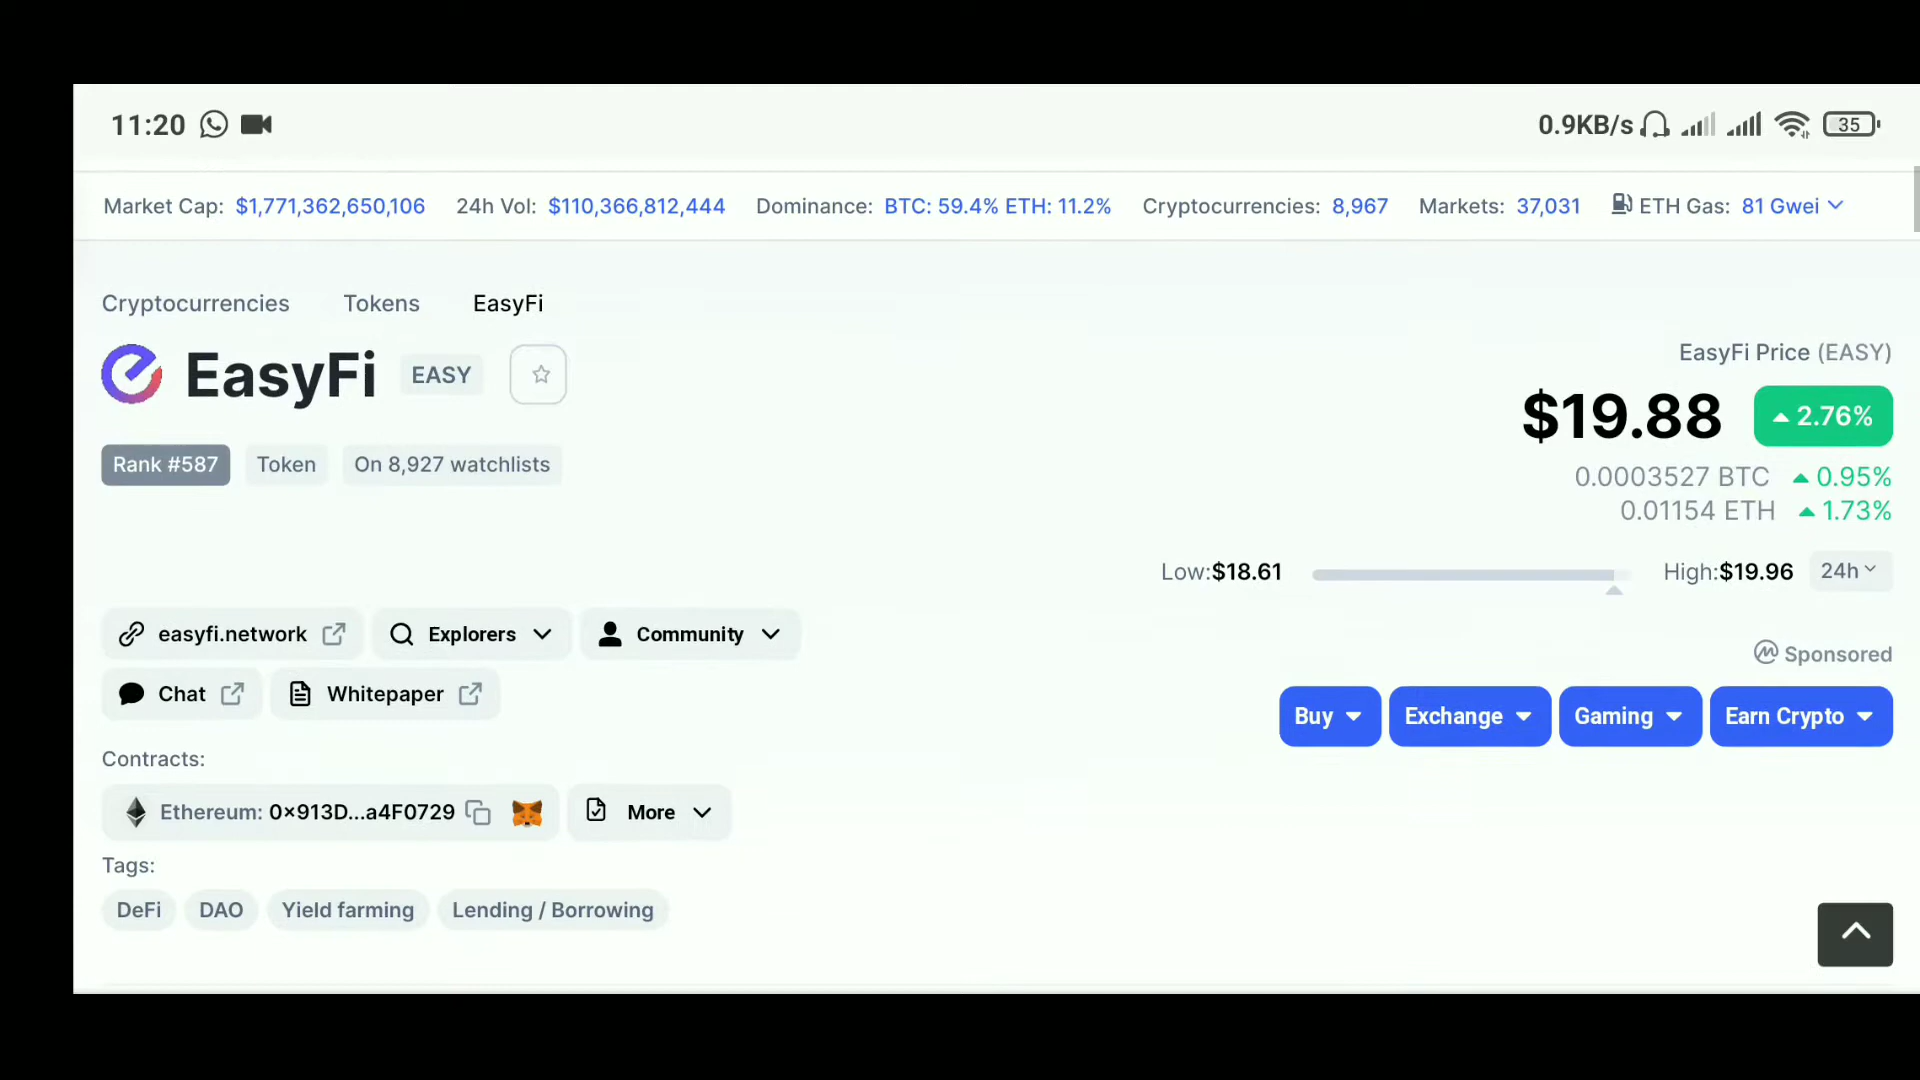 11:20 0.9KB/s 35
Market Cap: $1,771,362,650,106 24h Vol: $110,366,812,444 Dominance: BTC: 59.4% ETH: 11.2% Cryptocurrencies: 8,967 Markets: 37,031 ETH Gas: 81 Gwei
Cryptocurrencies Tokens EasyFi
EasyFi EASY
Rank #587 Token On 8,927 watchlists
EasyFi Price (EASY)
$19.88 2.76%
0.0003527 BTC 0.95%
0.01154 ETH 1.73%
Low:$18.61 High:$19.96 24h
easyfi.network Explorers Community
Chat Whitepaper
Sponsored
Buy Exchange Gaming Earn Crypto
Contracts:
Ethereum: 0x913D...a4F0729 More
Tags:
DeFi DAO Yield farming Lending / Borrowing